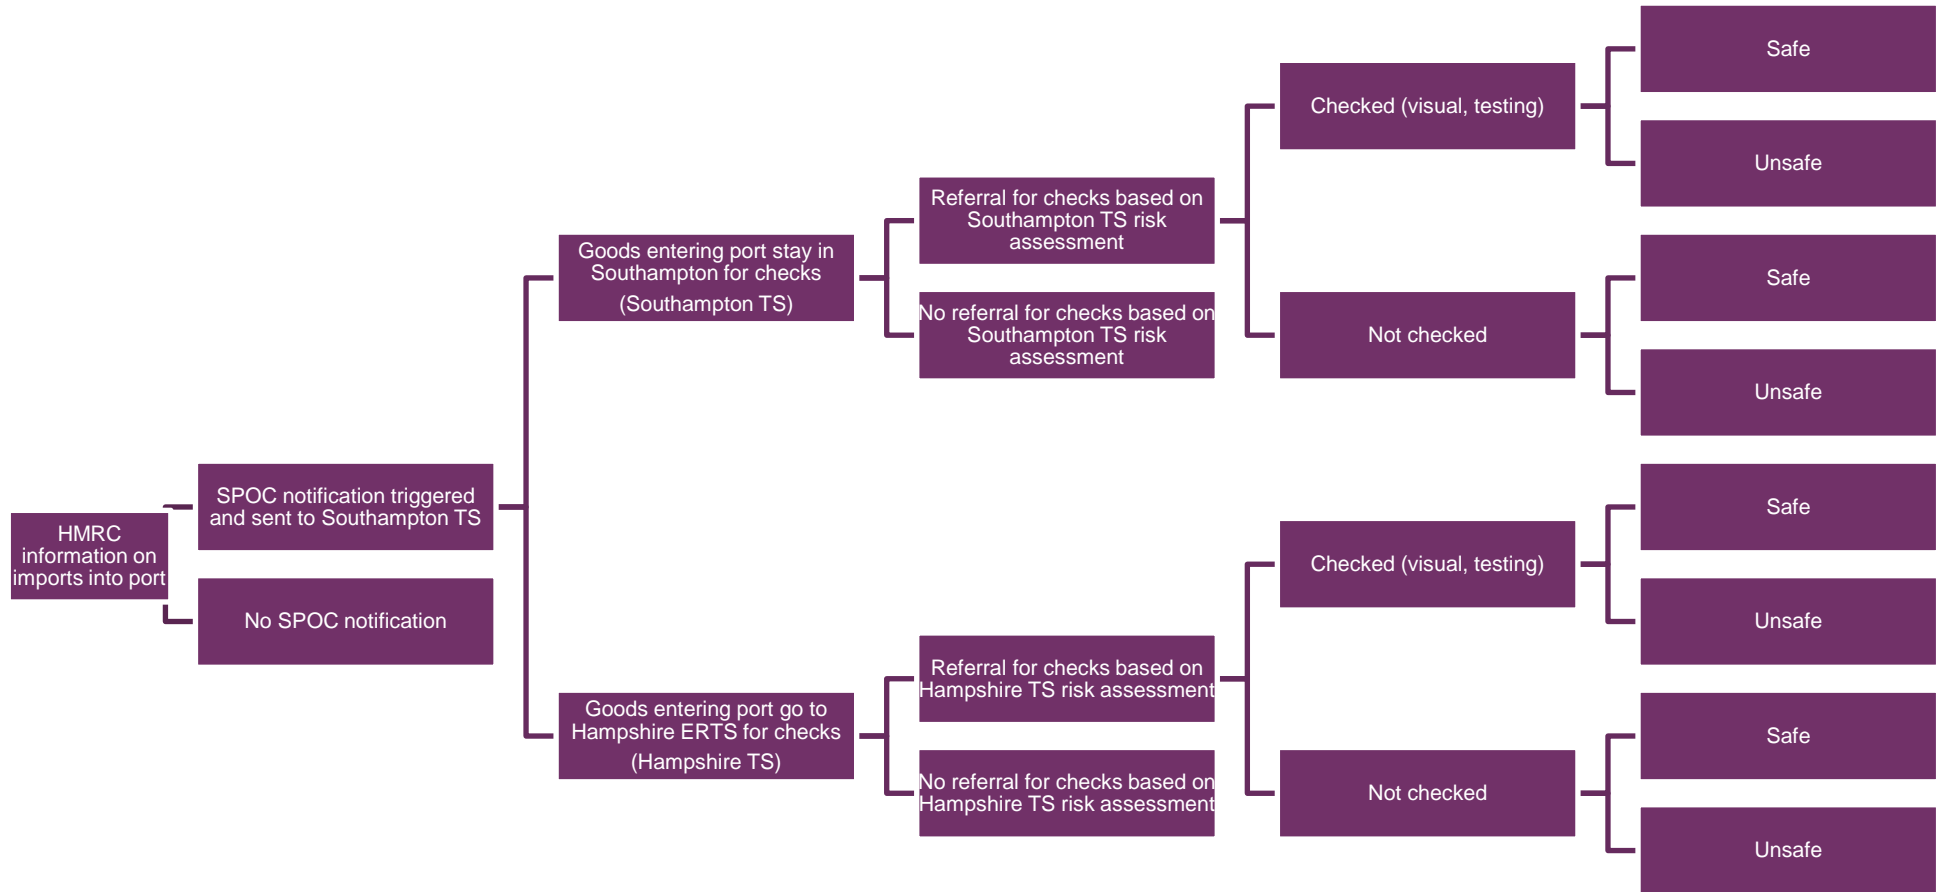 HMRC
information on
imports into port
SPOC notification triggered
and sent to Southampton TS
No SPOC notification
Goods entering port stay in
Southampton for checks
(Southampton TS)
Goods entering port go to
Hampshire ERTS for checks
(Hampshire TS)
Referral for checks based on
Southampton TS risk
assessment
No referral for checks based on
Southampton TS risk
assessment
Referral for checks based on
Hampshire TS risk assessment
No referral for checks based on
Hampshire TS risk assessment
Checked (visual, testing)
Not checked
Checked (visual, testing)
Not checked
Safe
Unsafe
Safe
Unsafe
Safe
Unsafe
Safe
Unsafe